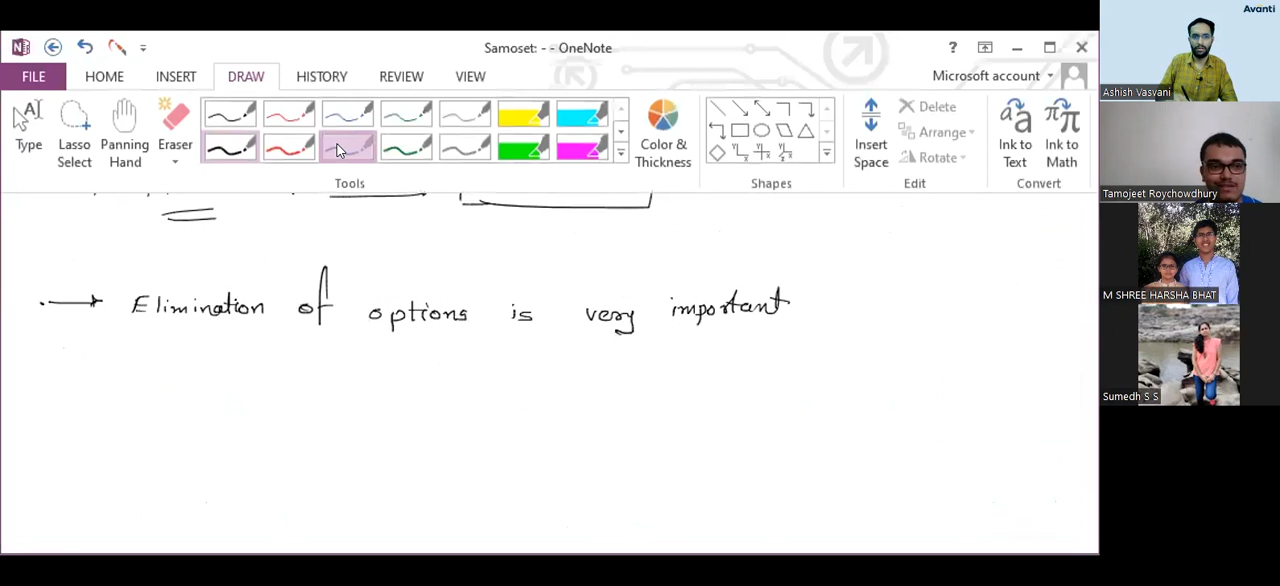 Avanti
Samoset: - - OneNote
?
FILE HOME INSERT DRAW HISTORY REVIEW VIEW
Microsoft account
Type Lasso Select Panning Hand Eraser
Color & Thickness
Insert Space
Delete
Arrange
Rotate
Ink to Text
Ink to Math
Tools Shapes Edit Convert
Elimination of options is very important
Ashish Vasvani
Tamojeet Roychowdhury
M SHREE HARSHA BHAT
Sumedh S S